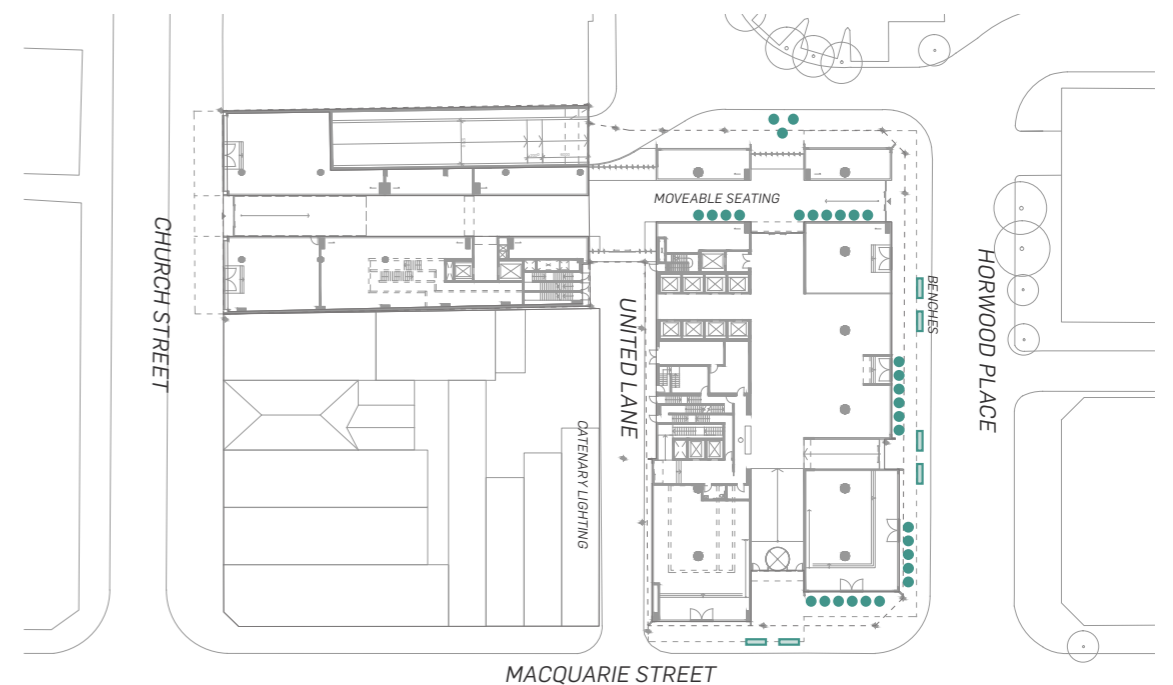 MOVEABLE SEATING
CHURCH STREET
UNITED LANE
BENCHES
HORWOOD PLACE
CATENARY LIGHTING
MACQUARIE STREET